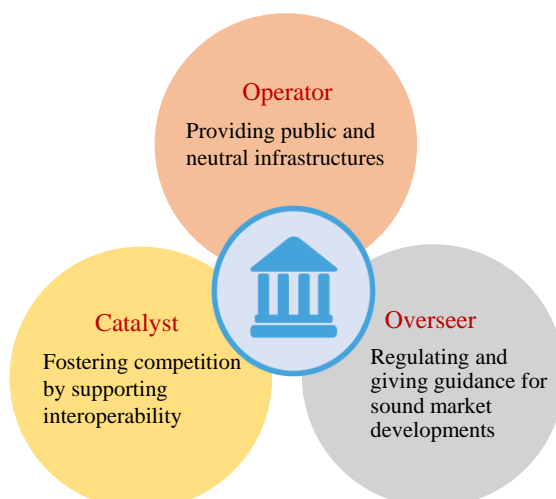 Operator
Providing public and
neutral infrastructures
Catalyst
Fostering competition
by supporting
interoperability
Overseer
Regulating and
giving guidance for
sound market
developments